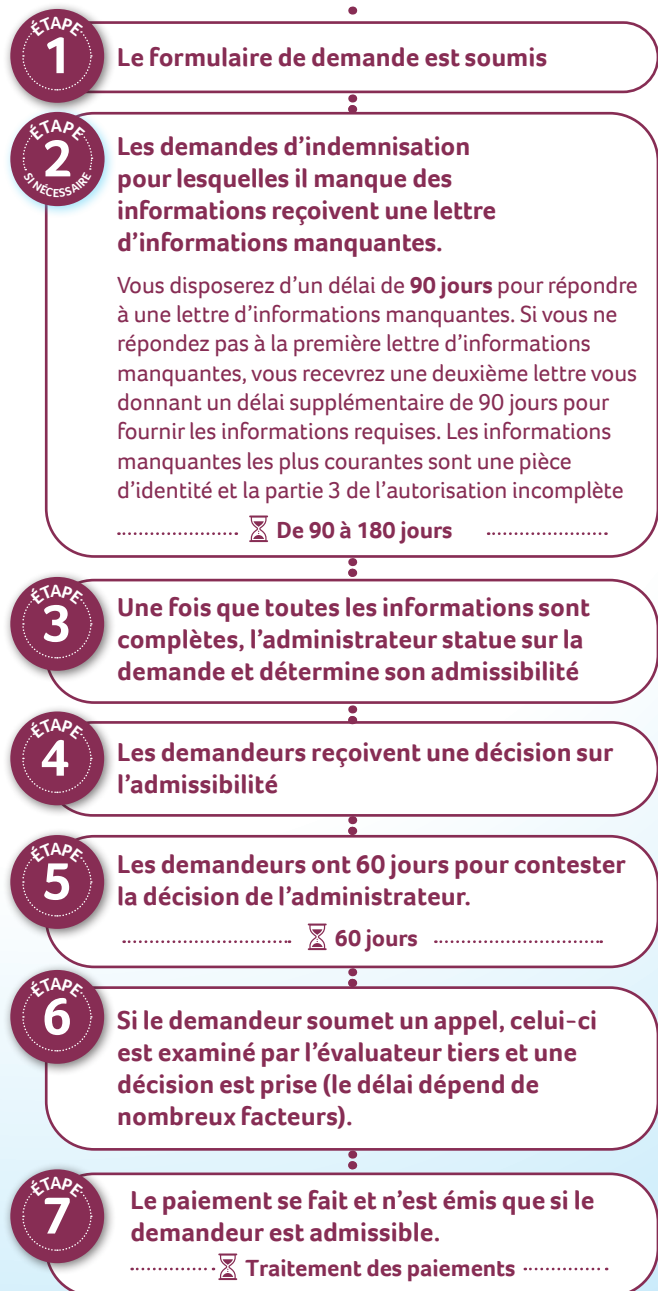 ÉTAPE
1
Le formulaire de demande est soumis
ÉTAPE
2
SI NÉCESSAIRE
Les demandes d'indemnisation
pour lesquelles il manque des
informations reçoivent une lettre
d'informations manquantes.
Vous disposerez d'un délai de 90 jours pour répondre
à une lettre d'informations manquantes. Si vous ne
répondez pas à la première lettre d'informations
manquantes, vous recevrez une deuxième lettre vous
donnant un délai supplémentaire de 90 jours pour
fournir les informations requises. Les informations
manquantes les plus courantes sont une pièce
d'identité et la partie 3 de l'autorisation incomplète
De 90 à 180 jours
ÉTAPE
3
Une fois que toutes les informations sont
complètes, l'administrateur statue sur la
demande et détermine son admissibilité
ÉTAPE
4
Les demandeurs reçoivent une décision sur
l'admissibilité
ÉTAPE
5
Les demandeurs ont 60 jours pour contester
la décision de l'administrateur.
60 jours
ÉTAPE
6
Si le demandeur soumet un appel, celui-ci
est examiné par l'évaluateur tiers et une
décision est prise (le délai dépend de
nombreux facteurs).
ÉTAPE
7
Le paiement se fait et n'est émis que si le
demandeur est admissible.
Traitement des paiements